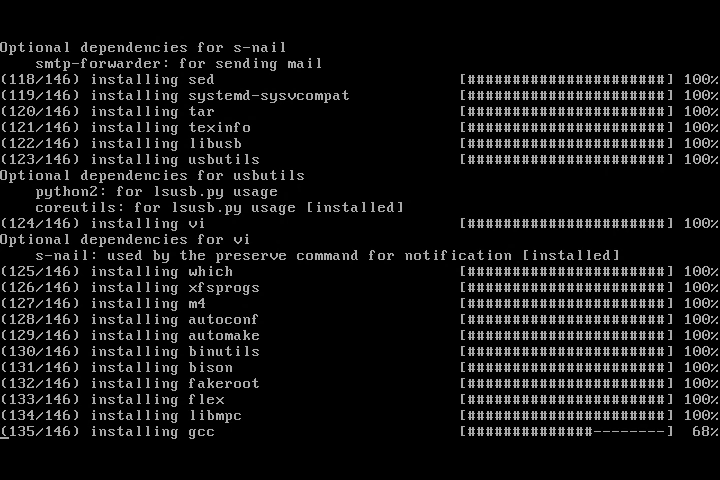 Optional dependencies for s-nail
    smtp-forwarder: for sending mail
(118/146) installing sed                           [######################] 100%
(119/146) installing systemd-sysvcompat            [######################] 100%
(120/146) installing tar                           [######################] 100%
(121/146) installing texinfo                       [######################] 100%
(122/146) installing libusb                        [######################] 100%
(123/146) installing usbutils                      [######################] 100%
Optional dependencies for usbutils
    python2: for lsusb.py usage
    coreutils: for lsusb.py usage [installed]
(124/146) installing vi                            [######################] 100%
Optional dependencies for vi
    s-nail: used by the preserve command for notification [installed]
(125/146) installing which                         [######################] 100%
(126/146) installing xfsprogs                      [######################] 100%
(127/146) installing m4                            [######################] 100%
(128/146) installing autoconf                      [######################] 100%
(129/146) installing automake                      [######################] 100%
(130/146) installing binutils                      [######################] 100%
(131/146) installing bison                         [######################] 100%
(132/146) installing fakeroot                      [######################] 100%
(133/146) installing flex                          [######################] 100%
(134/146) installing libmpc                        [######################] 100%
(135/146) installing gcc                           [##############--------]  68%